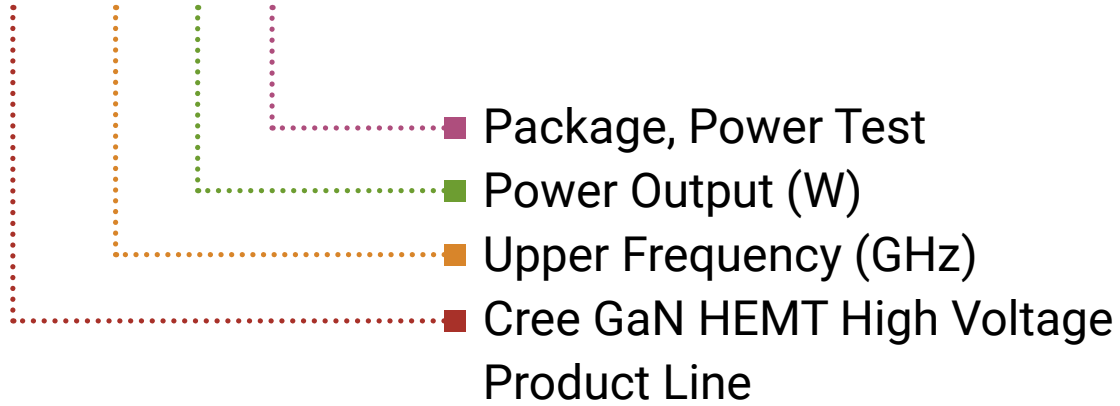 Package, Power Test
Power Output (W)
Upper Frequency (GHz)
Cree GaN HEMT High Voltage
Product Line